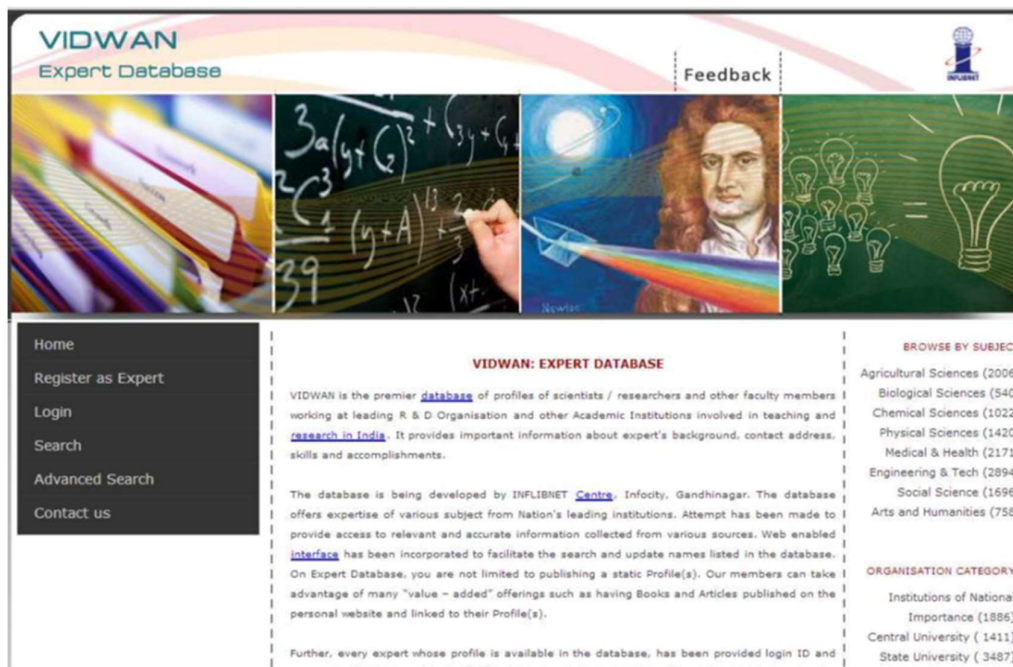 VIDWAN
Expert Database
Feedback
INFLIBNET
3a(y+C₂)² + C₃y+C₄
(y+A)
39
Newton
Home
Register as Expert
Login
Search
Advanced Search
Contact us
VIDWAN: EXPERT DATABASE
VIDWAN is the premier database of profiles of scientists / researchers and other faculty members
working at leading R & D Organisation and other Academic Institutions involved in teaching and
research in India. It provides important information about expert's background, contact address,
skills and accomplishments.
The database is being developed by INFLIBNET Centre, Infocity, Gandhinagar. The database
offers expertise of various subject from Nation's leading institutions. Attempt has been made to
provide access to relevant and accurate information collected from various sources. Web enabled
interface has been incorporated to facilitate the search and update names listed in the database.
On Expert Database, you are not limited to publishing a static Profile(s). Our members can take
advantage of many "value – added" offerings such as having Books and Articles published on the
personal website and linked to their Profile(s).
Further, every expert whose profile is available in the database, has been provided login ID and
BROWSE BY SUBJEC
Agricultural Sciences (2006
Biological Sciences (540
Chemical Sciences (1022
Physical Sciences (1420
Medical & Health (2171
Engineering & Tech (2894
Social Science (1696
Arts and Humanities (758
ORGANISATION CATEGORY
Institutions of National
Importance (1886)
Central University ( 1411)
State University ( 3487)